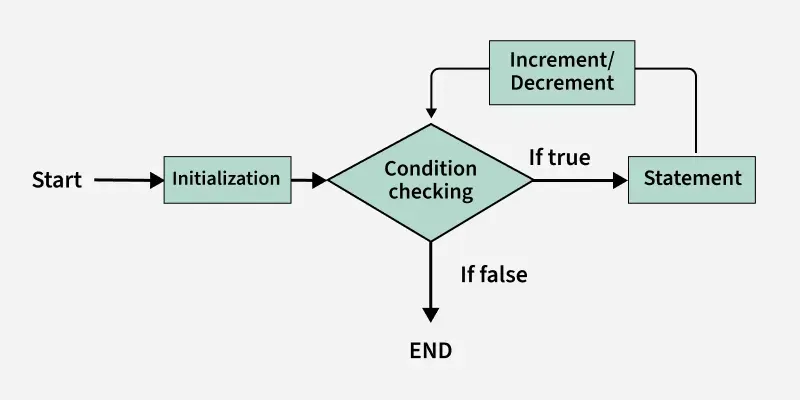 Increment/
Decrement
Start
Initialization
Condition
checking
If true
Statement
If false
END